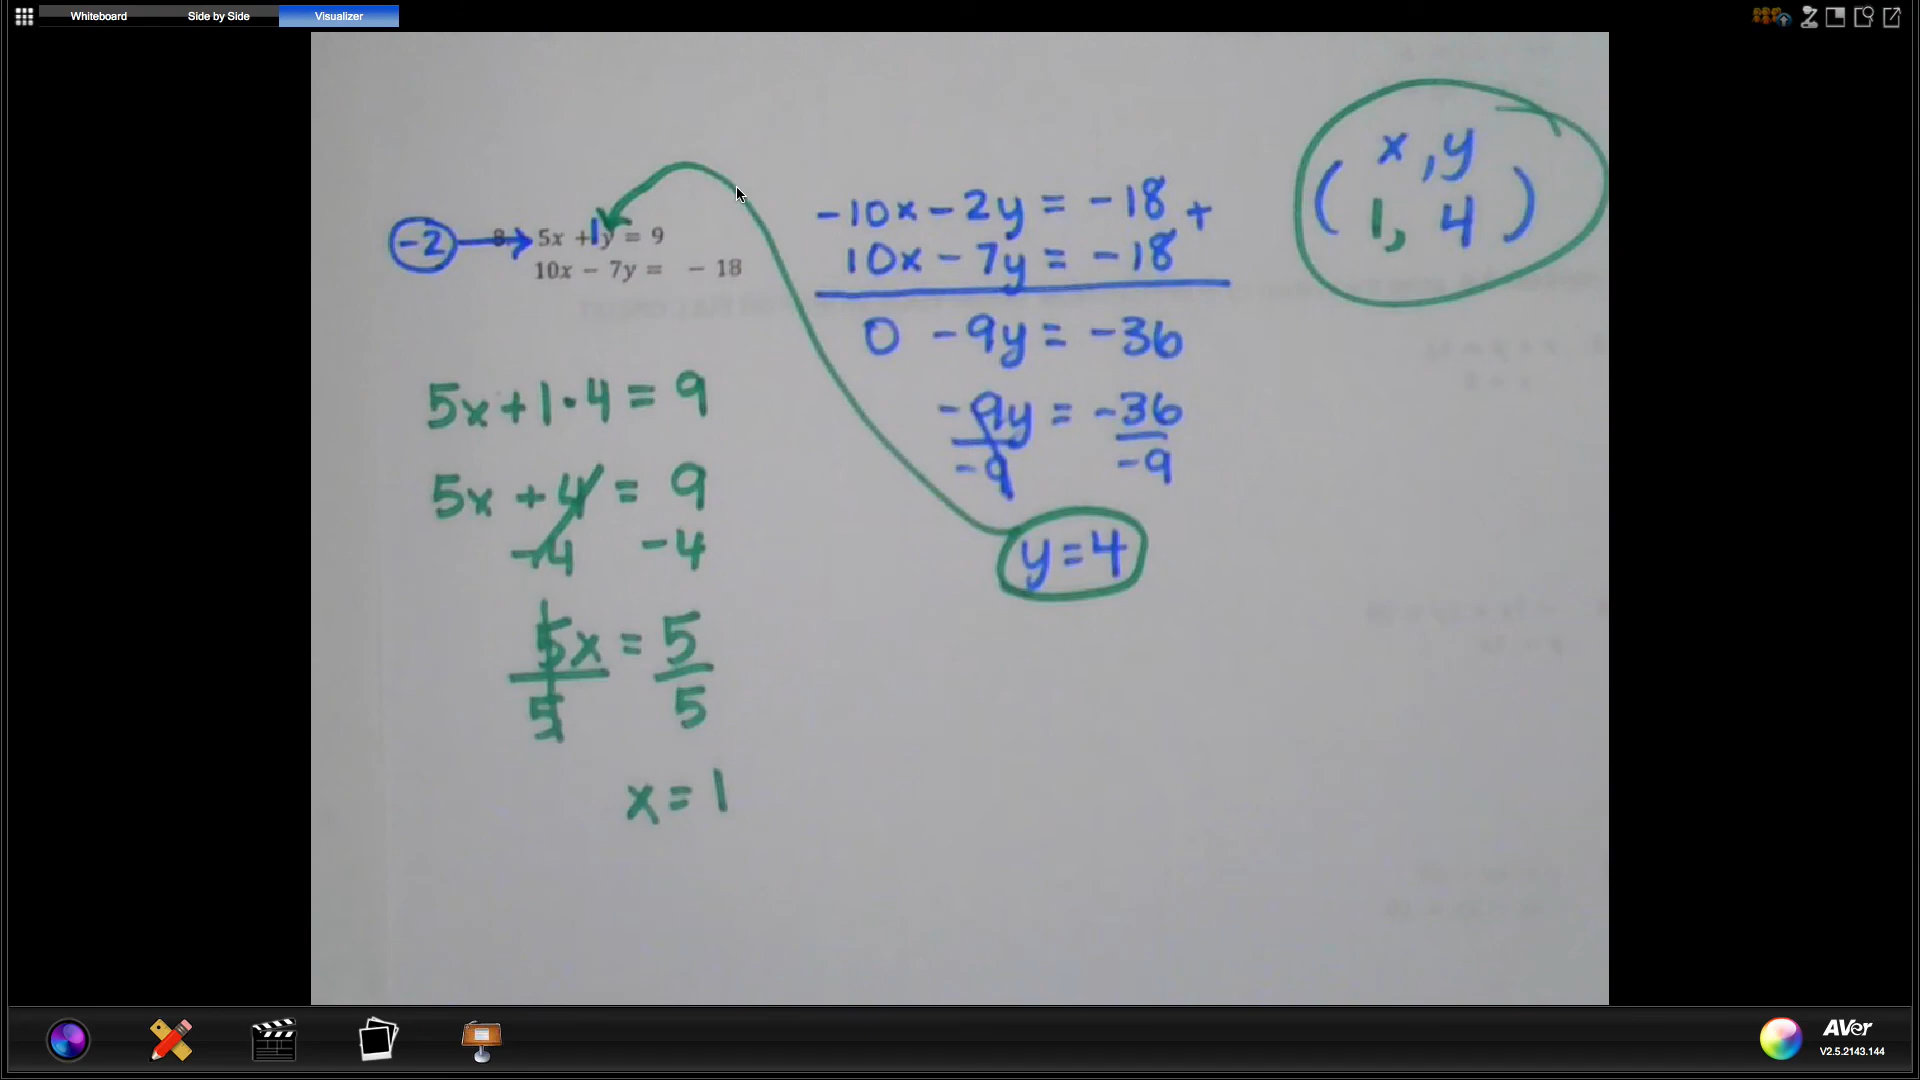 Whiteboard Side by Side Visualizer
-2 8. 5x + 1y = 9
10x - 7y = - 18
-10x - 2y = -18 +
10x - 7y = -18
0 -9y = -36
-9y = -36
-9 -9
y = 4
x, y
( 1, 4 )
5x + 1 · 4 = 9
5x + 4 = 9
-4 -4
5x = 5
5 5
x = 1
AVer
V2.5.2143.144